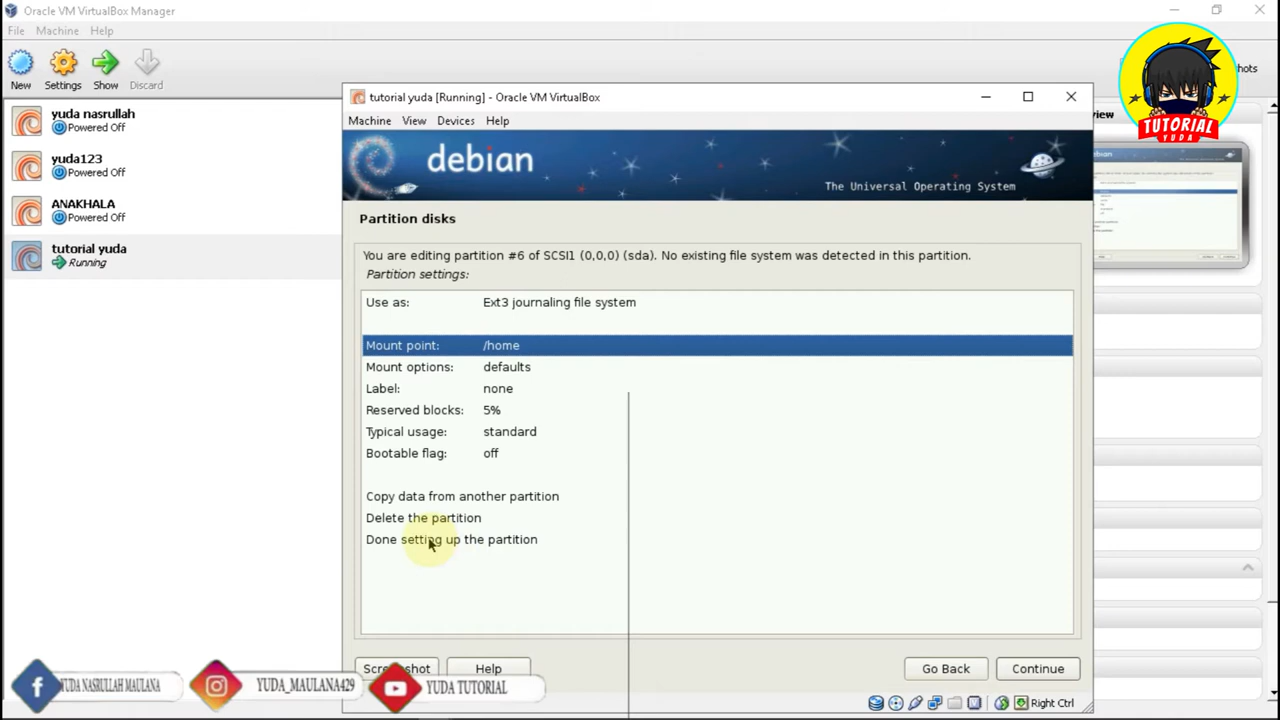 Oracle VM VirtualBox Manager
File Machine Help
New Settings Show Discard
yuda nasrullah
Powered Off
yuda123
Powered Off
ANAKHALA
Powered Off
tutorial yuda
Running
TUTORIAL
YUDA
tutorial yuda [Running] - Oracle VM VirtualBox
Machine View Devices Help
debian
The Universal Operating System
Partition disks
You are editing partition #6 of SCSI1 (0,0,0) (sda). No existing file system was detected in this partition.
Partition settings:
Use as: Ext3 journaling file system
Mount point: /home
Mount options: defaults
Label: none
Reserved blocks: 5%
Typical usage: standard
Bootable flag: off
Copy data from another partition
Delete the partition
Done setting up the partition
Help
Go Back Continue
YUDA NASRULLAH MAULANA
YUDA_MAULANA429
YUDA TUTORIAL
Right Ctrl